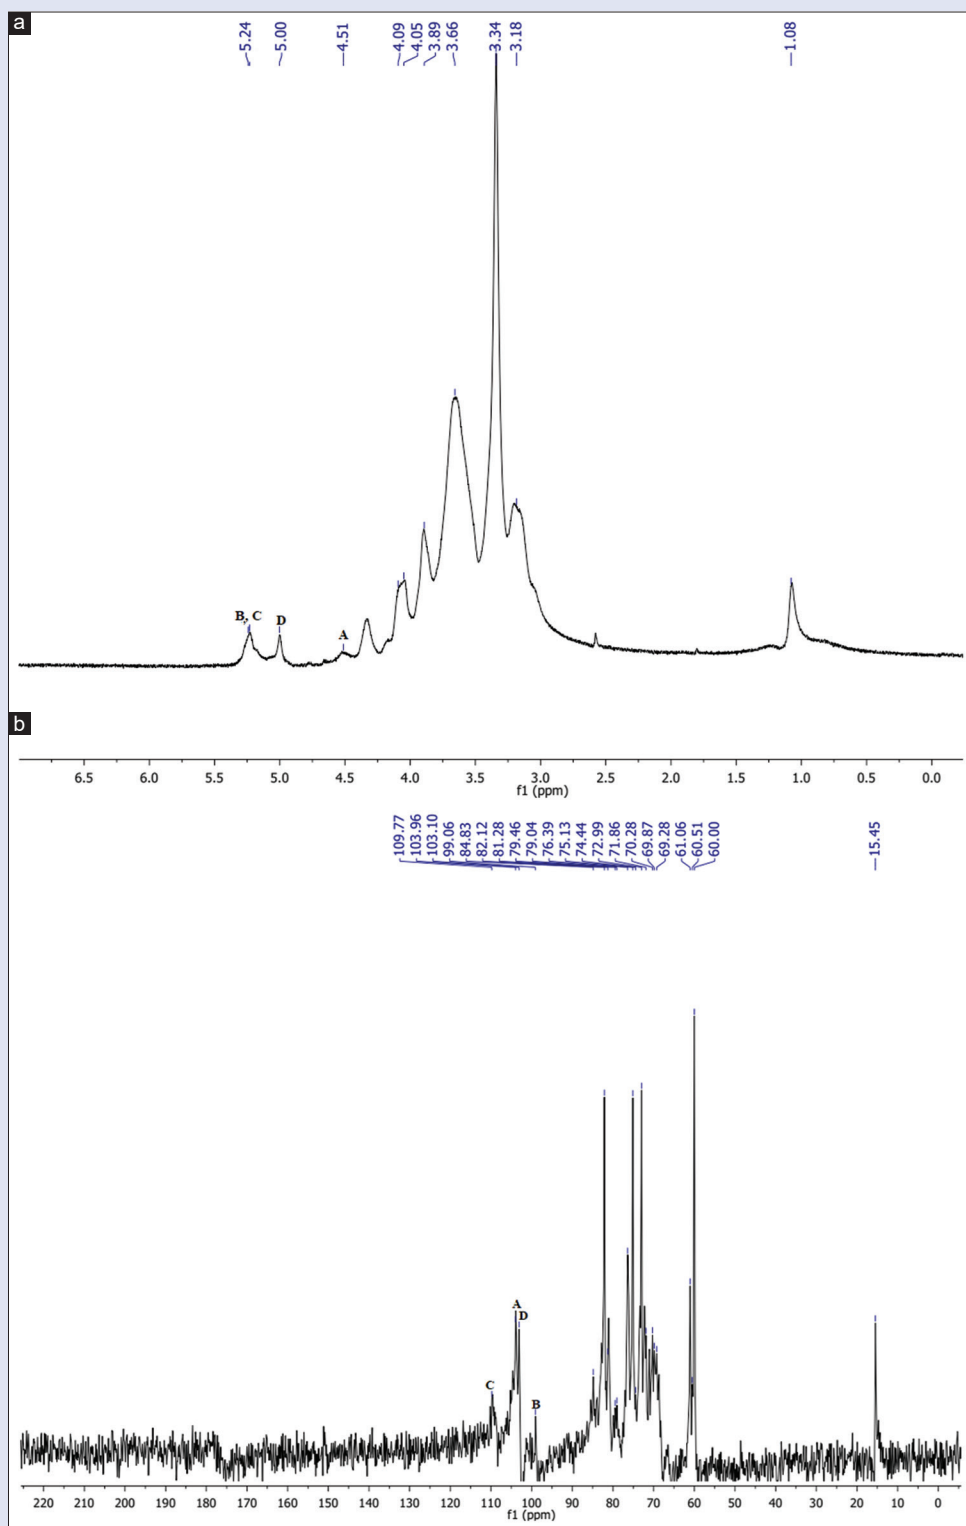 a
5.24 5.00 4.51 4.09 4.05 3.89 3.66 3.34 3.18 1.08
B, C D A
b
6.5 6.0 5.5 5.0 4.5 4.0 3.5 3.0 2.5 2.0 1.5 1.0 0.5 0.0
f1 (ppm)
109.77 103.96 103.10 99.06 84.83 82.12 81.28 79.46 79.04 76.39 75.13 74.44 72.99 71.86 70.28 69.87 69.28 61.06 60.51 60.00 15.45
A
D
C
B
220 210 200 190 180 170 160 150 140 130 120 110 100 90 80 70 60 50 40 30 20 10 0
f1 (ppm)